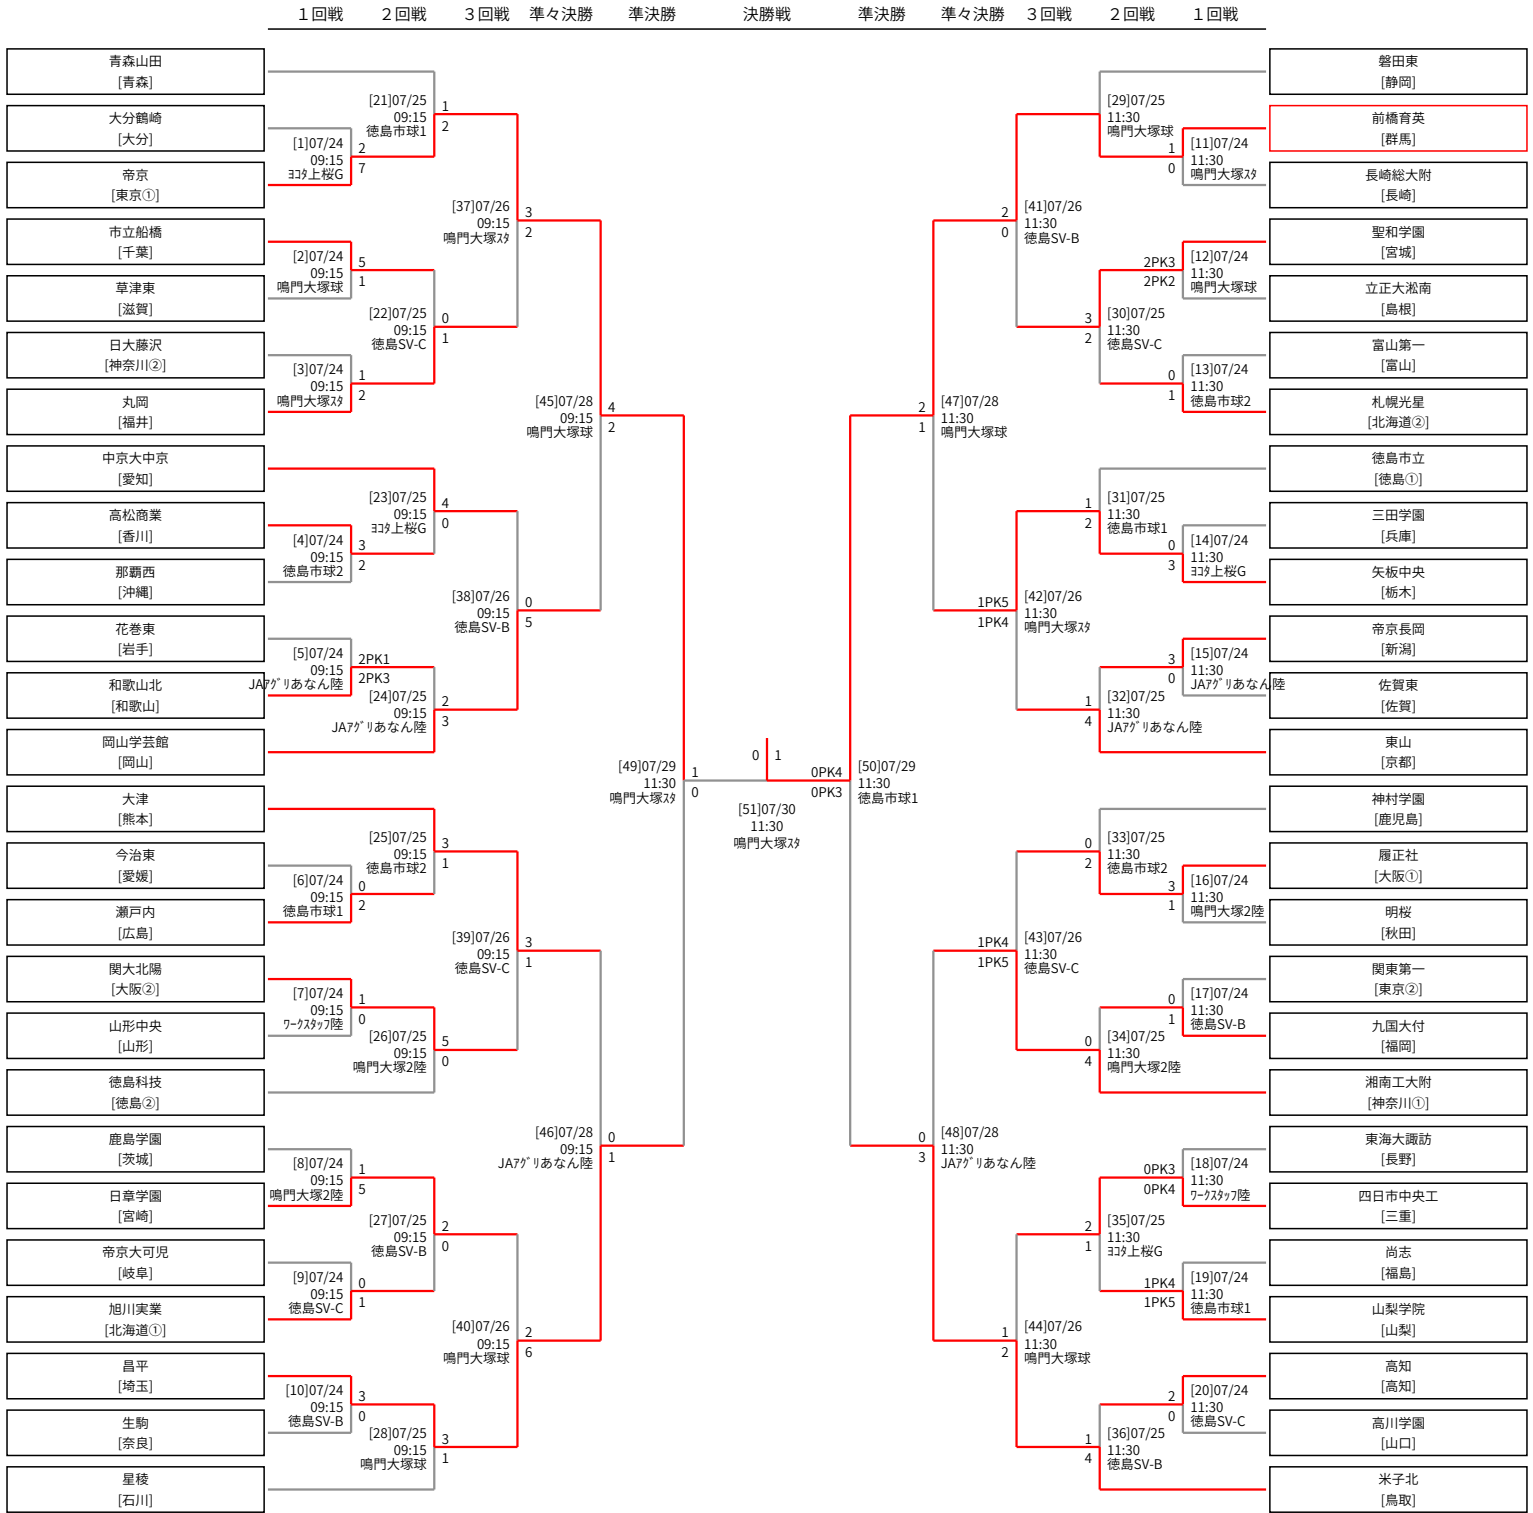 １回戦
２回戦
３回戦
準々決勝
準決勝
決勝戦
準決勝
準々決勝
３回戦
２回戦
１回戦
青森山田
[青森]
大分鶴崎
[大分]
帝京
[東京①]
市立船橋
[千葉]
草津東
[滋賀]
日大藤沢
[神奈川②]
丸岡
[福井]
中京大中京
[愛知]
高松商業
[香川]
那覇西
[沖縄]
花巻東
[岩手]
和歌山北
[和歌山]
岡山学芸館
[岡山]
大津
[熊本]
今治東
[愛媛]
瀬戸内
[広島]
関大北陽
[大阪②]
山形中央
[山形]
徳島科技
[徳島②]
鹿島学園
[茨城]
日章学園
[宮崎]
帝京大可児
[岐阜]
旭川実業
[北海道①]
昌平
[埼玉]
生駒
[奈良]
星稜
[石川]
[1]07/24
09:15
ﾖｺﾀ上桜G
2
7
[2]07/24
09:15
鳴門大塚球
5
1
[3]07/24
09:15
鳴門大塚ｽﾀ
1
2
[4]07/24
09:15
徳島市球2
3
2
[5]07/24
09:15
JAｱｸﾞﾘあなん陸
2PK1
2PK3
[6]07/24
09:15
徳島市球1
0
2
[7]07/24
09:15
ﾜｰｸｽﾀｯﾌ陸
1
0
[8]07/24
09:15
鳴門大塚2陸
1
5
[9]07/24
09:15
徳島SV-C
0
1
[10]07/24
09:15
徳島SV-B
3
0
[21]07/25
09:15
徳島市球1
1
2
[22]07/25
09:15
徳島SV-C
0
1
[23]07/25
09:15
ﾖｺﾀ上桜G
4
0
[24]07/25
09:15
JAｱｸﾞﾘあなん陸
2
3
[25]07/25
09:15
徳島市球2
3
1
[26]07/25
09:15
鳴門大塚2陸
5
0
[27]07/25
09:15
徳島SV-B
2
0
[28]07/25
09:15
鳴門大塚球
3
1
[37]07/26
09:15
鳴門大塚ｽﾀ
3
2
[38]07/26
09:15
徳島SV-B
0
5
[39]07/26
09:15
徳島SV-C
3
1
[40]07/26
09:15
鳴門大塚球
2
6
[45]07/28
09:15
鳴門大塚球
4
2
[46]07/28
09:15
JAｱｸﾞﾘあなん陸
0
1
[49]07/29
11:30
鳴門大塚ｽﾀ
1
0
0
1
[51]07/30
11:30
鳴門大塚ｽﾀ
0PK4
0PK3
[50]07/29
11:30
徳島市球1
2
1
[47]07/28
11:30
鳴門大塚球
0
3
[48]07/28
11:30
JAｱｸﾞﾘあなん陸
2
0
[41]07/26
11:30
徳島SV-B
1PK5
1PK4
[42]07/26
11:30
鳴門大塚ｽﾀ
1PK4
1PK5
[43]07/26
11:30
徳島SV-C
1
2
[44]07/26
11:30
鳴門大塚球
[29]07/25
11:30
鳴門大塚球
3
2
[30]07/25
11:30
徳島SV-C
1
2
[31]07/25
11:30
徳島市球1
1
4
[32]07/25
11:30
JAｱｸﾞﾘあなん陸
0
2
[33]07/25
11:30
徳島市球2
0
4
[34]07/25
11:30
鳴門大塚2陸
2
1
[35]07/25
11:30
ﾖｺﾀ上桜G
1
4
[36]07/25
11:30
徳島SV-B
1
0
[11]07/24
11:30
鳴門大塚ｽﾀ
2PK3
2PK2
[12]07/24
11:30
鳴門大塚球
0
1
[13]07/24
11:30
徳島市球2
0
3
[14]07/24
11:30
ﾖｺﾀ上桜G
3
0
[15]07/24
11:30
JAｱｸﾞﾘあなん陸
3
1
[16]07/24
11:30
鳴門大塚2陸
0
1
[17]07/24
11:30
徳島SV-B
0PK3
0PK4
[18]07/24
11:30
ﾜｰｸｽﾀｯﾌ陸
1PK4
1PK5
[19]07/24
11:30
徳島市球1
2
0
[20]07/24
11:30
徳島SV-C
磐田東
[静岡]
前橋育英
[群馬]
長崎総大附
[長崎]
聖和学園
[宮城]
立正大淞南
[島根]
富山第一
[富山]
札幌光星
[北海道②]
徳島市立
[徳島①]
三田学園
[兵庫]
矢板中央
[栃木]
帝京長岡
[新潟]
佐賀東
[佐賀]
東山
[京都]
神村学園
[鹿児島]
履正社
[大阪①]
明桜
[秋田]
関東第一
[東京②]
九国大付
[福岡]
湘南工大附
[神奈川①]
東海大諏訪
[長野]
四日市中央工
[三重]
尚志
[福島]
山梨学院
[山梨]
高知
[高知]
高川学園
[山口]
米子北
[鳥取]